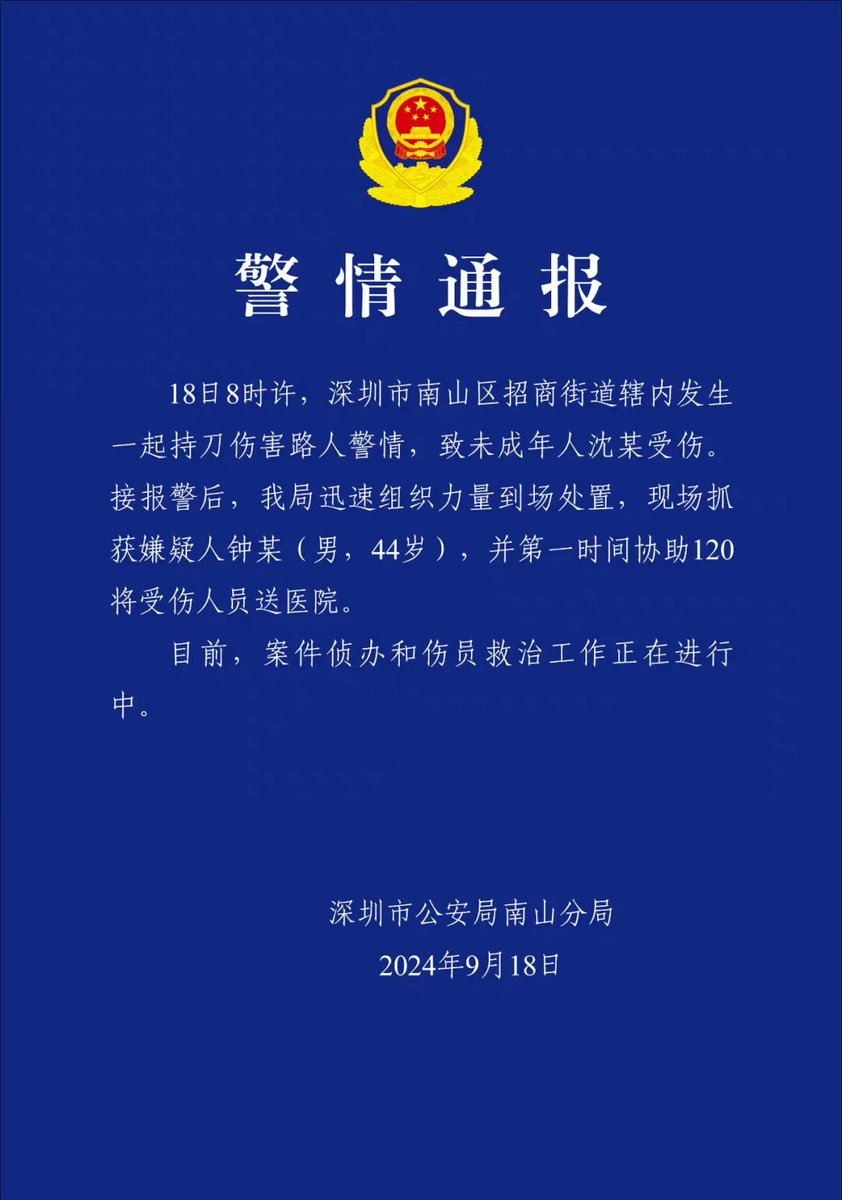 警情通报
18日8时许，深圳市南山区招商街道辖内发生
一起持刀伤害路人警情，致未成年人沈某受伤。
接报警后，我局迅速组织力量到场处置，现场抓
获嫌疑人钟某（男，44岁），并第一时间协助120
将受伤人员送医院。
目前，案件侦办和伤员救治工作正在进行
中。
深圳市公安局南山分局
2024年9月18日